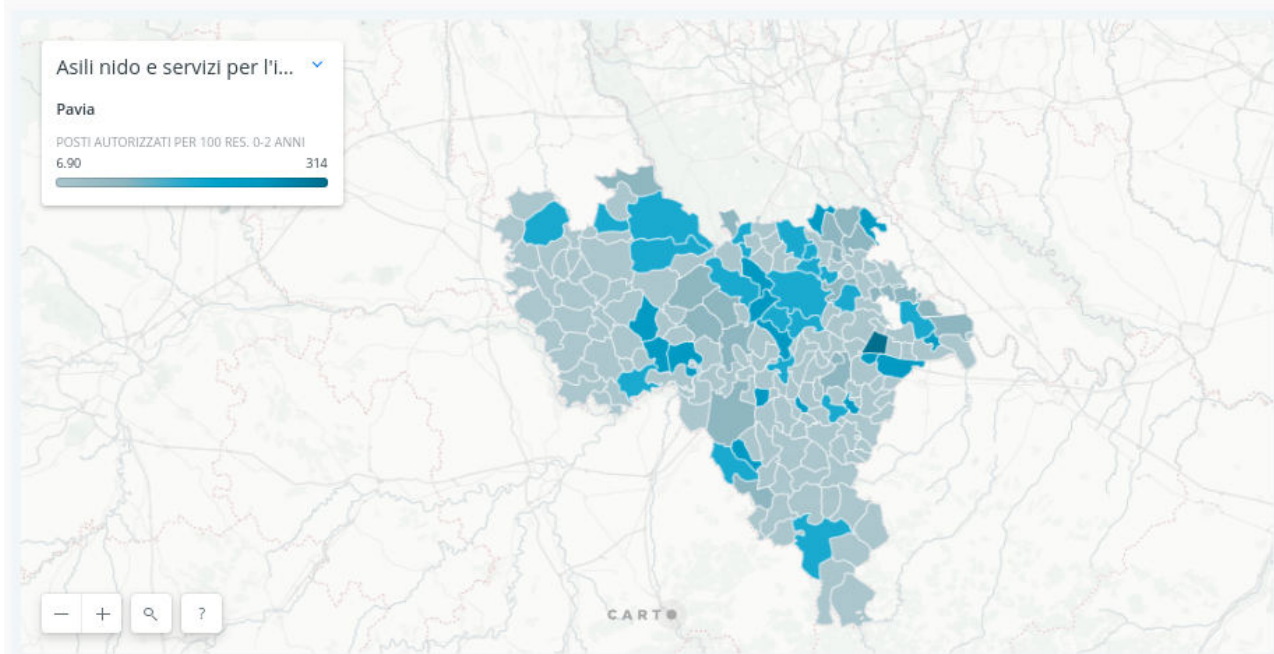 Asili nido e servizi per l'i...
Pavia
POSTI AUTORIZZATI PER 100 RES. 0-2 ANNI
6.90 314
− + ?
CARTO